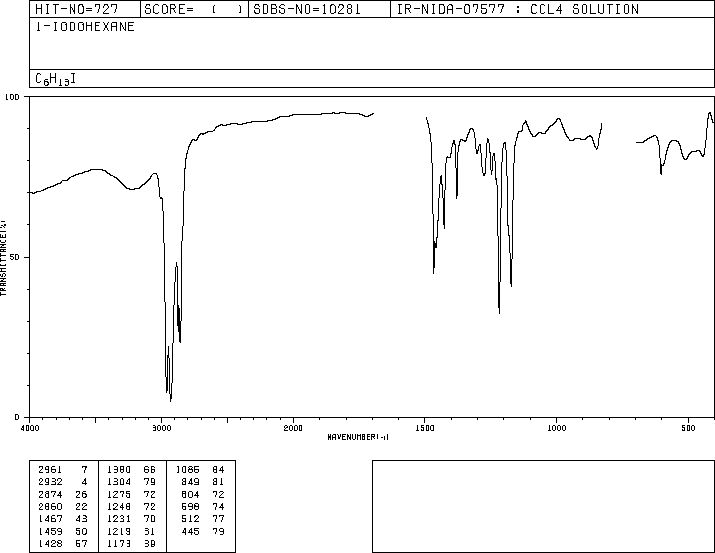 HIT-NO=727 SCORE= ( ) SDBS-NO=10281 IR-NIDA-07577 : CCL4 SOLUTION
1-IODOHEXANE
C6H13I
100
50
0
TRANSMITTANCE(%)
4000 3000 2000 1500 1000 500
WAVENUMBER(-1)
2961 7 1380 66 1086 84
2932 4 1304 79 849 81
2874 26 1275 72 804 72
2860 22 1248 72 598 74
1467 43 1231 70 512 77
1459 50 1219 31 445 79
1428 57 1173 39